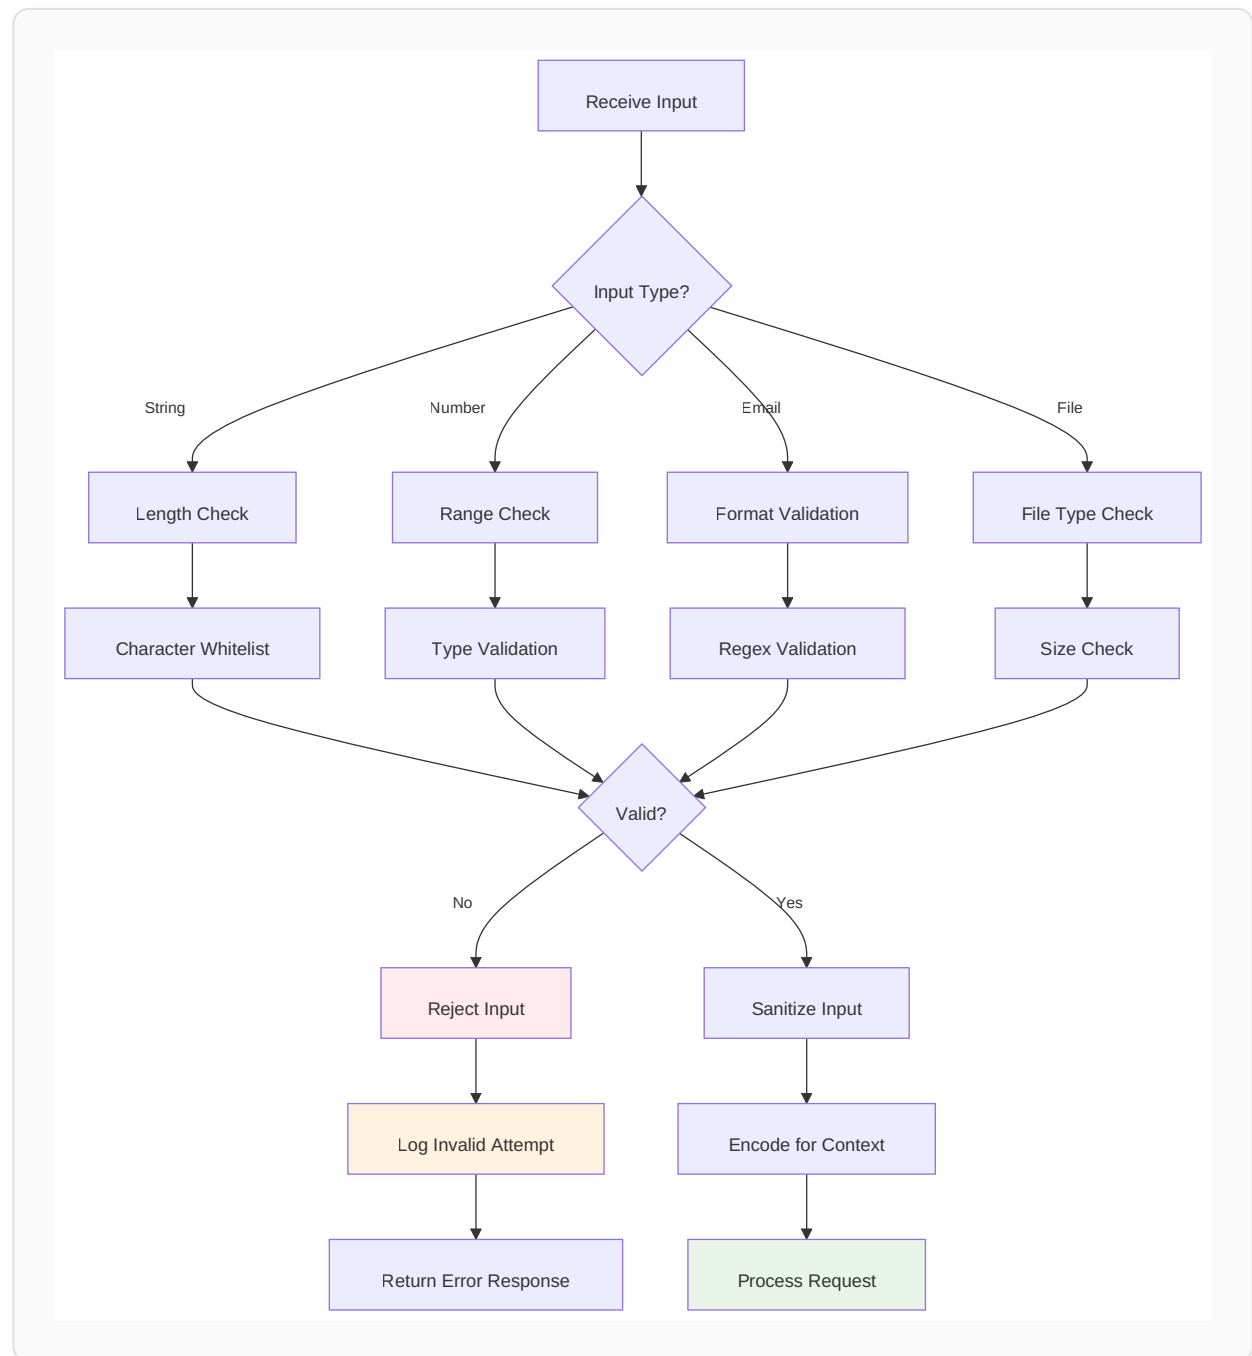 Receive Input
Input Type?
String
Number
Email
File
Length Check
Range Check
Format Validation
File Type Check
Character Whitelist
Type Validation
Regex Validation
Size Check
Valid?
No
Yes
Reject Input
Sanitize Input
Log Invalid Attempt
Encode for Context
Return Error Response
Process Request